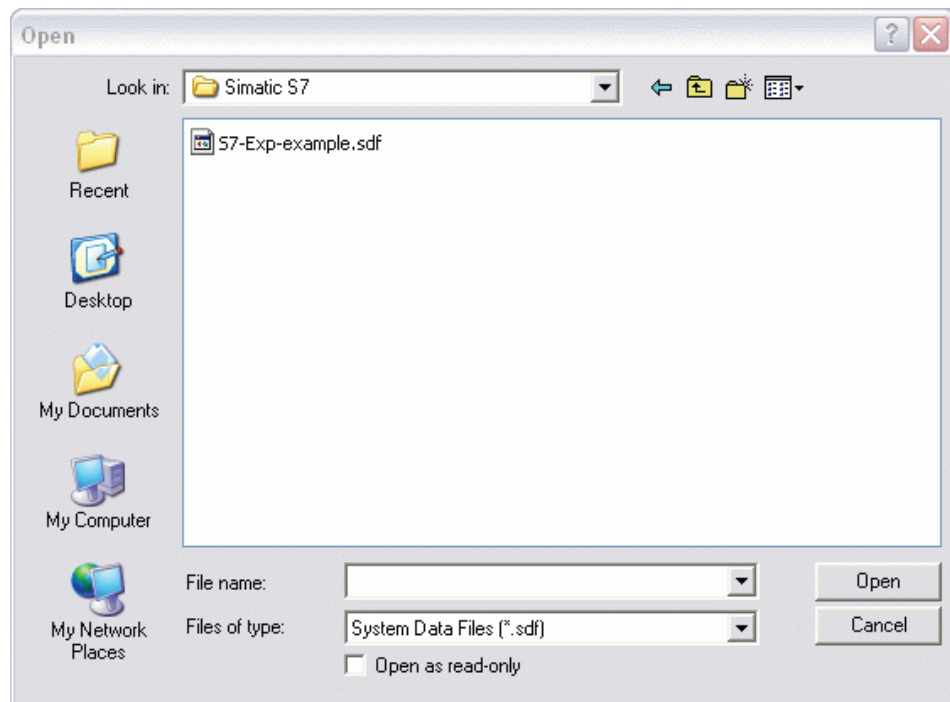 Open
Look in: Simatic S7
S7-Exp-example.sdf
Recent
Desktop
My Documents
My Computer
My Network
Places
File name:
Open
Files of type: System Data Files (*.sdf)
Cancel
Open as read-only